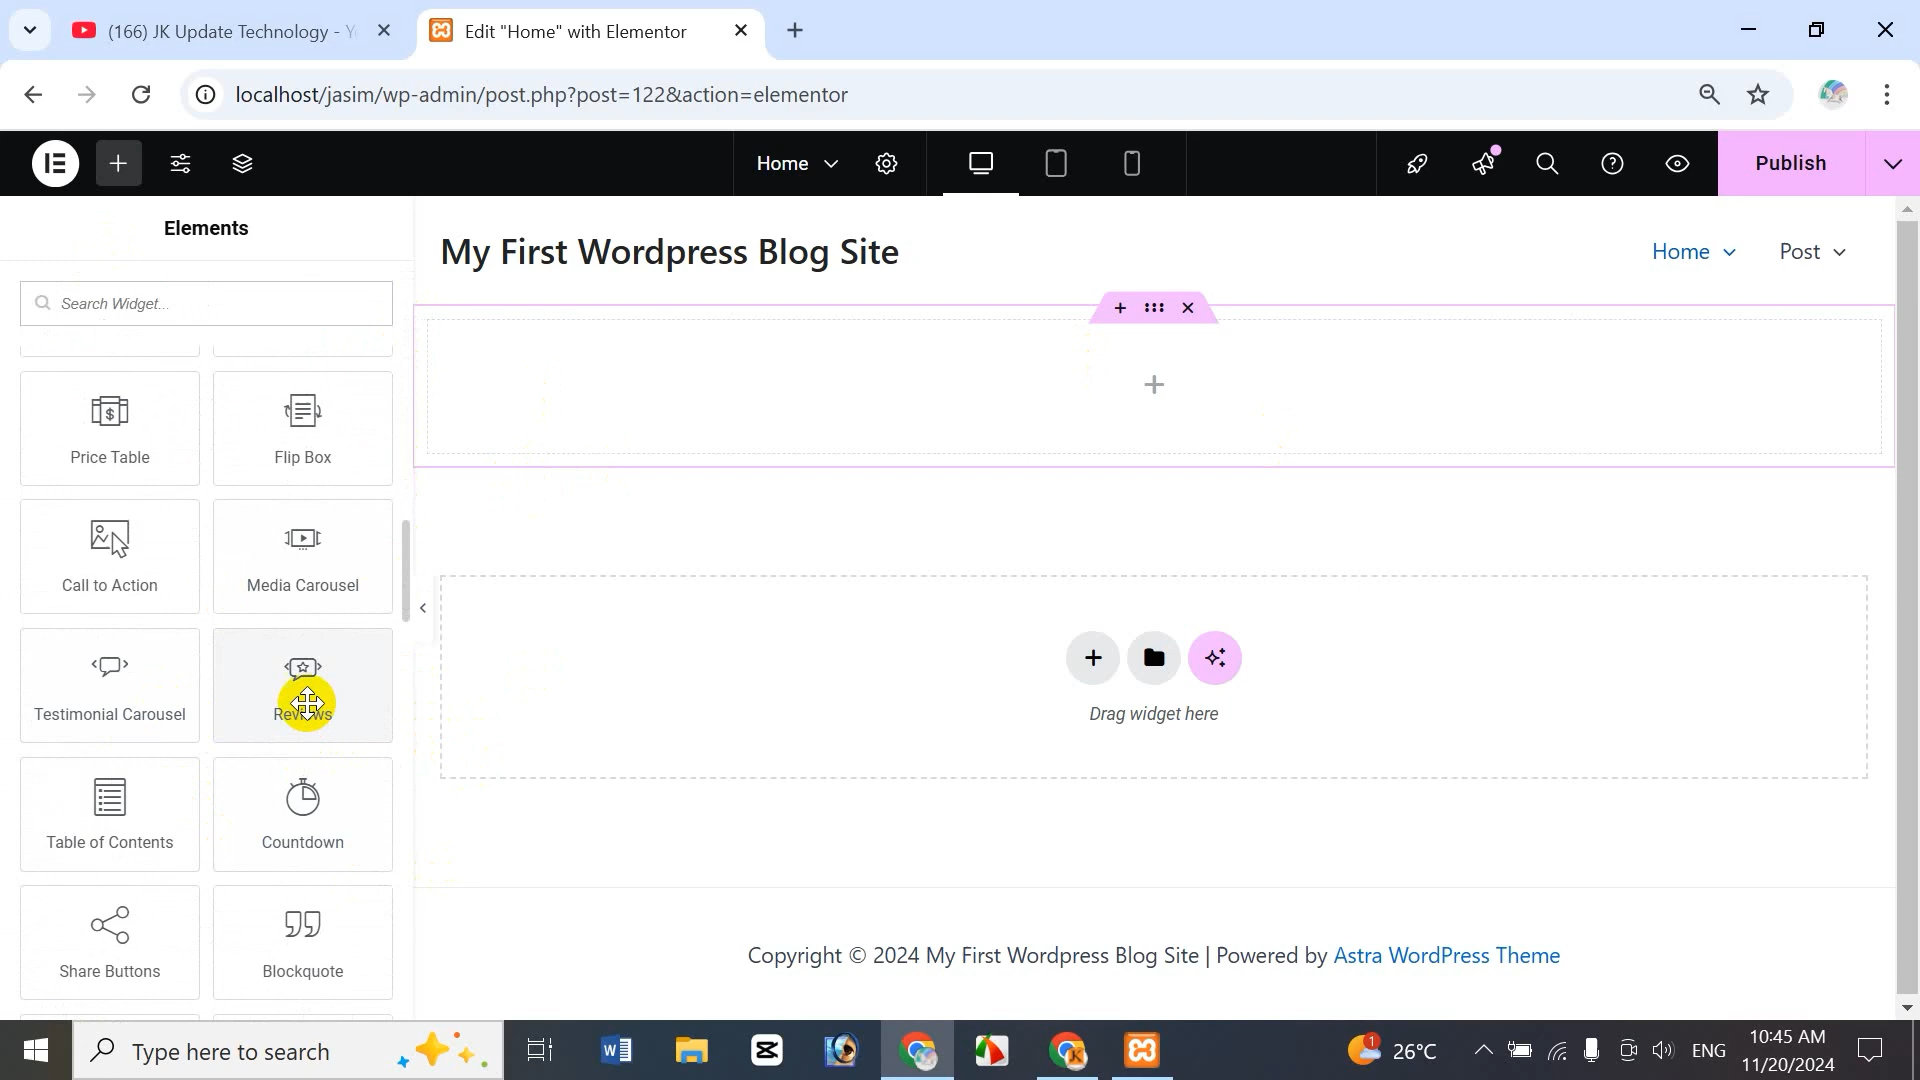 (166) JK Update Technology - Y
Edit "Home" with Elementor
localhost/jasim/wp-admin/post.php?post=122&action=elementor
Home
Publish
Elements
Search Widget...
My First Wordpress Blog Site
Home
Post
Price Table
Flip Box
Call to Action
Media Carousel
Testimonial Carousel
Reviews
Table of Contents
Countdown
Share Buttons
Blockquote
Drag widget here
Copyright © 2024 My First Wordpress Blog Site | Powered by Astra WordPress Theme
Type here to search
1
26°C
ENG
10:45 AM
11/20/2024